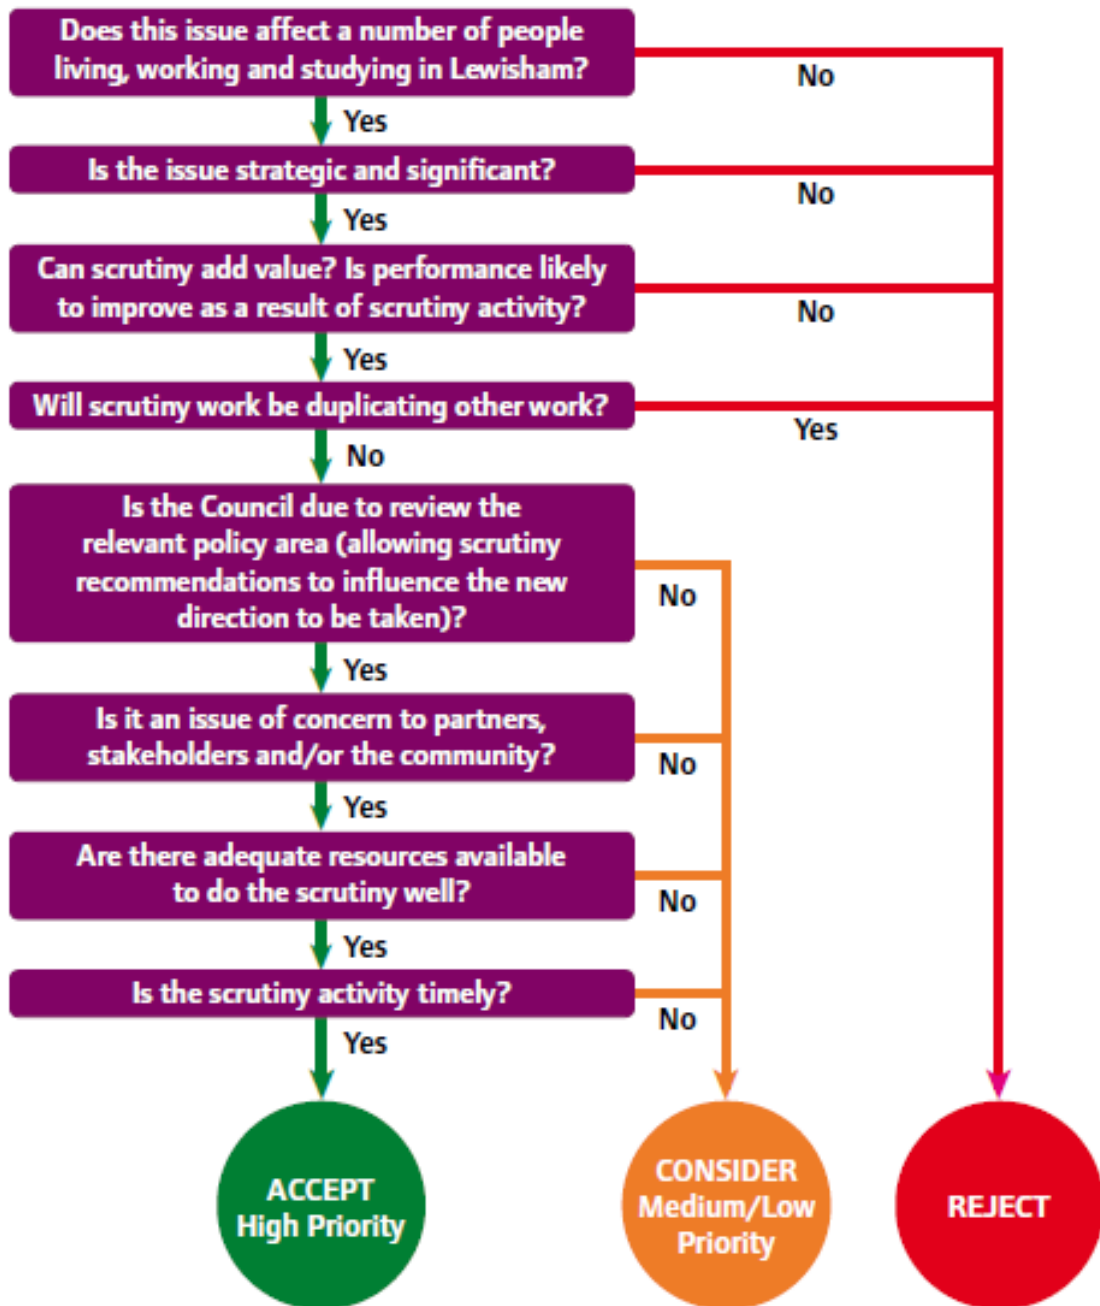 Does this issue affect a number of people
living, working and studying in Lewisham?
No
Yes
Is the issue strategic and significant?
No
Yes
Can scrutiny add value? Is performance likely
to improve as a result of scrutiny activity?
No
Yes
Will scrutiny work be duplicating other work?
Yes
No
Is the Council due to review the
relevant policy area (allowing scrutiny
recommendations to influence the new
direction to be taken)?
No
Yes
Is it an issue of concern to partners,
stakeholders and/or the community?
No
Yes
Are there adequate resources available
to do the scrutiny well?
No
Yes
Is the scrutiny activity timely?
No
Yes
ACCEPT
High Priority
CONSIDER
Medium/Low
Priority
REJECT